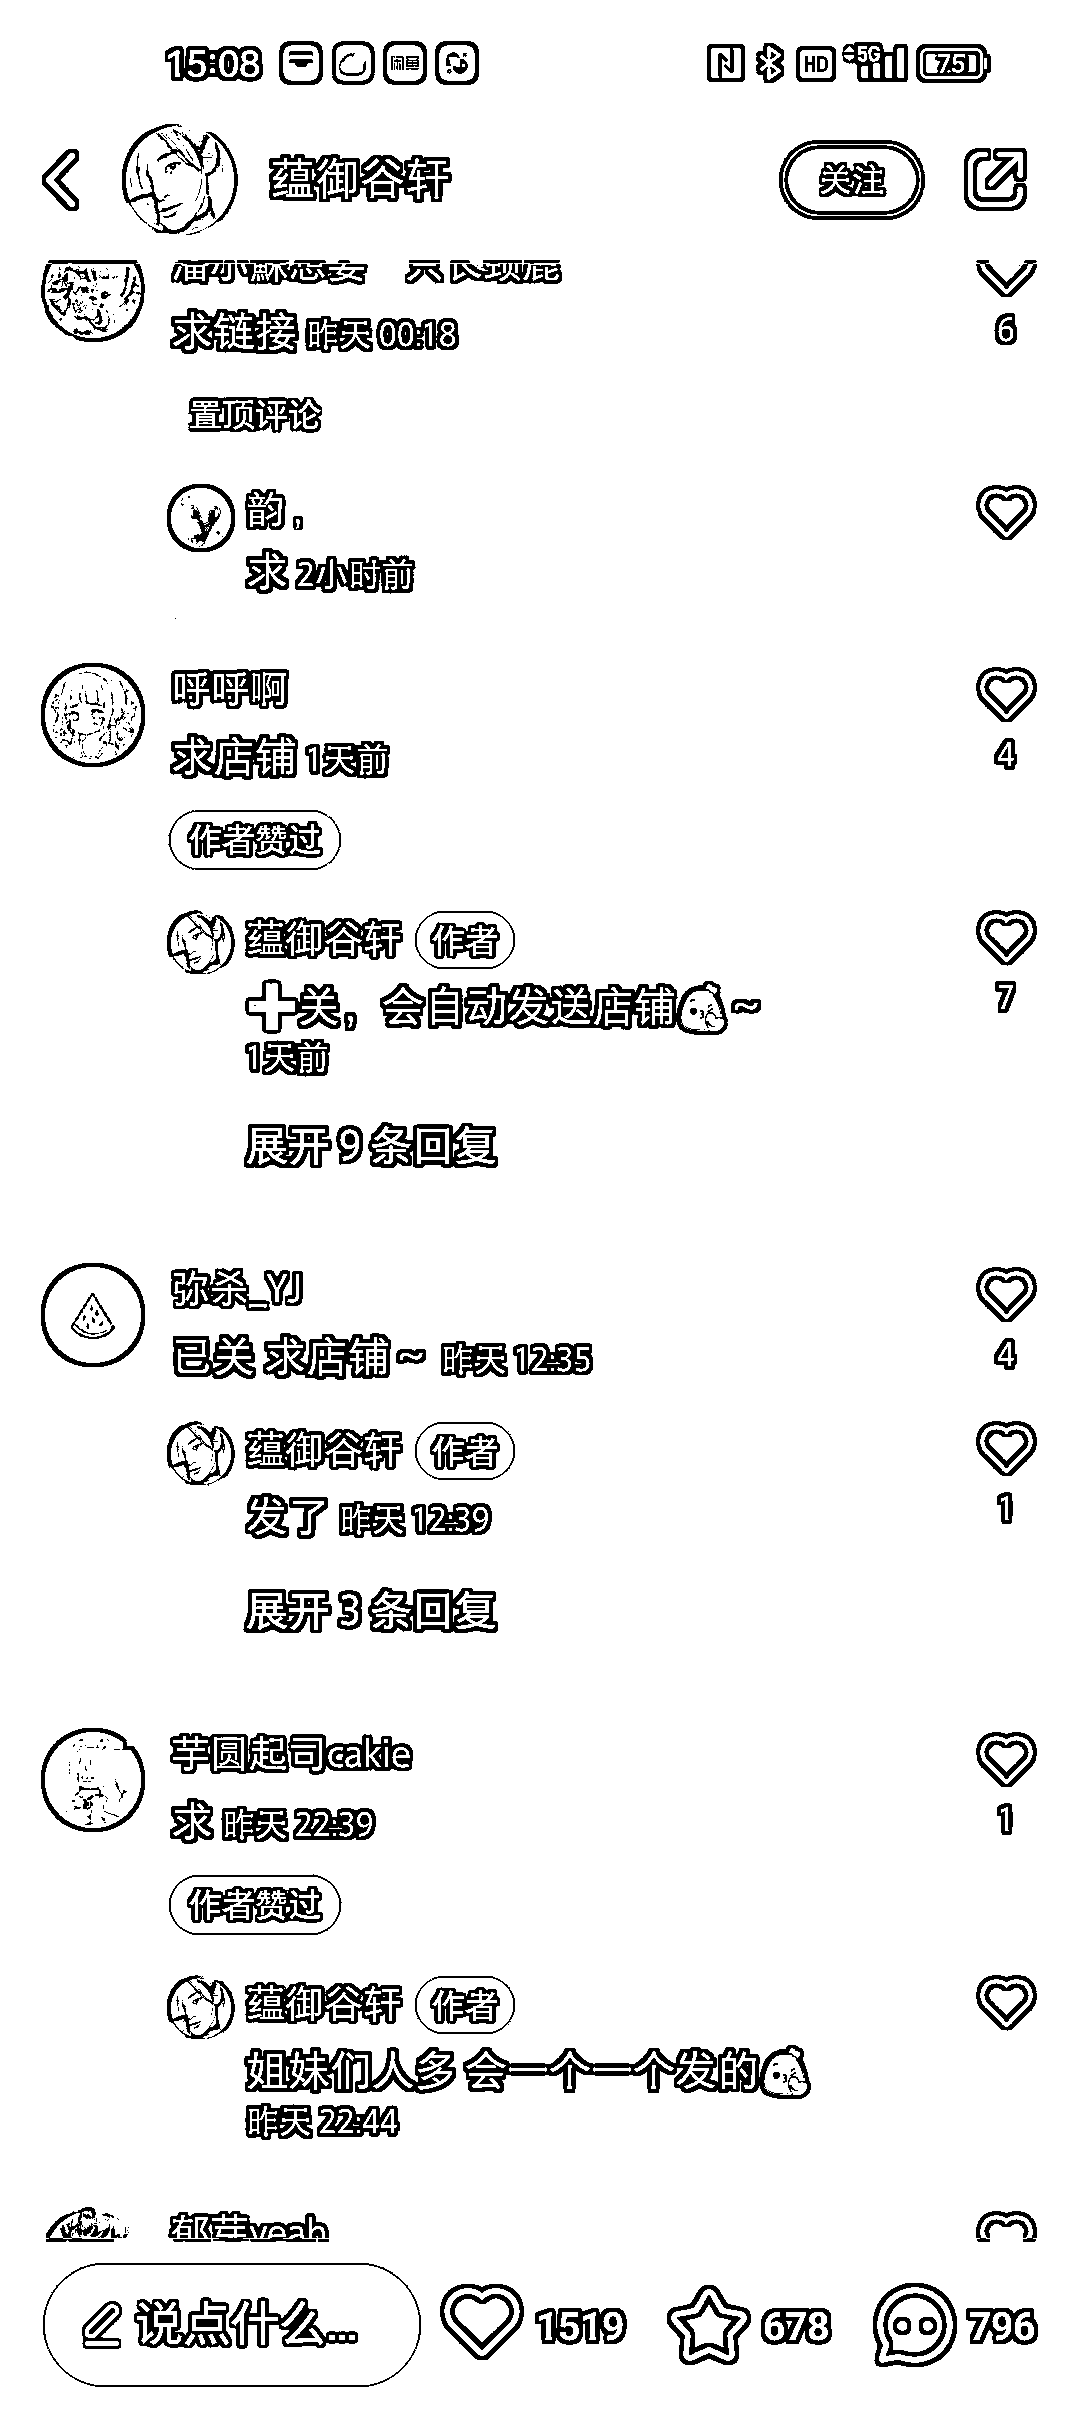 15:08
HD 5G 75
蕴御谷轩
关注
求链接 昨天 00:18
6
置顶评论
韵，
求 2小时前
呼呼啊
求店铺 1天前
4
作者赞过
蕴御谷轩 作者
➕关，会自动发送店铺~
7
1天前
展开 9 条回复
弥杀_YJ
已关 求店铺 ~ 昨天 12:35
4
蕴御谷轩 作者
发了 昨天 12:39
1
展开 3 条回复
芋圆起司cakie
求 昨天 22:39
1
作者赞过
蕴御谷轩 作者
姐妹们人多 会一个一个发的
昨天 22:44
yeah
说点什么...
1519
678
796